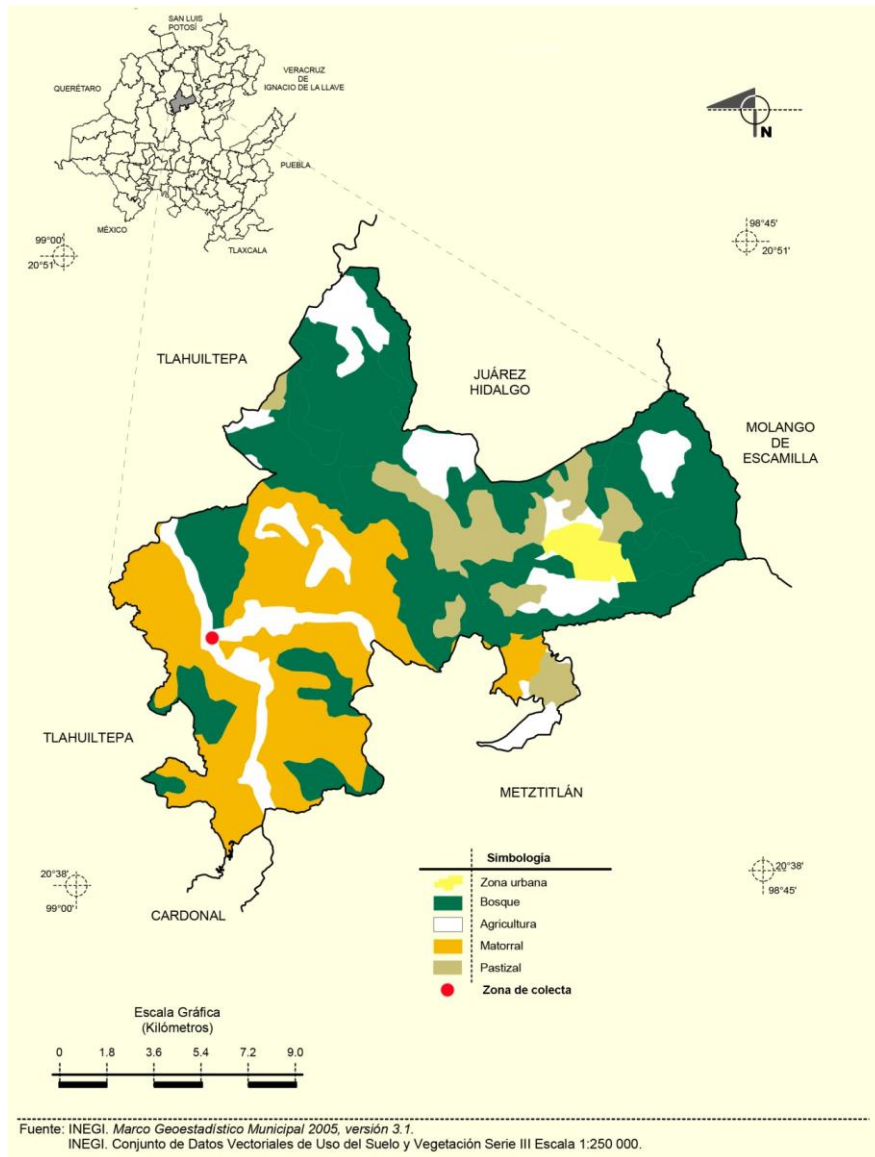 SAN LUIS
POTOSÍ
QUERÉTARO
VERACRUZ
DE
IGNACIO DE LA LLAVE
PUEBLA
MÉXICO
TLAXCALA
N
99°00'
20°51'
98°45'
20°51'
TLAHUILTEPA
JUÁREZ
HIDALGO
MOLANGO
DE
ESCAMILLA
TLAHUILTEPA
METZTITLÁN
20°38'
99°00'
CARDONAL
20°38'
98°45'
Simbología
Zona urbana
Bosque
Agricultura
Matorral
Pastizal
Zona de colecta
Escala Gráfica
(Kilómetros)
0 1.8 3.6 5.4 7.2 9.0
Fuente: INEGI. Marco Geoestadístico Municipal 2005, versión 3.1.
INEGI. Conjunto de Datos Vectoriales de Uso del Suelo y Vegetación Serie III Escala 1:250 000.